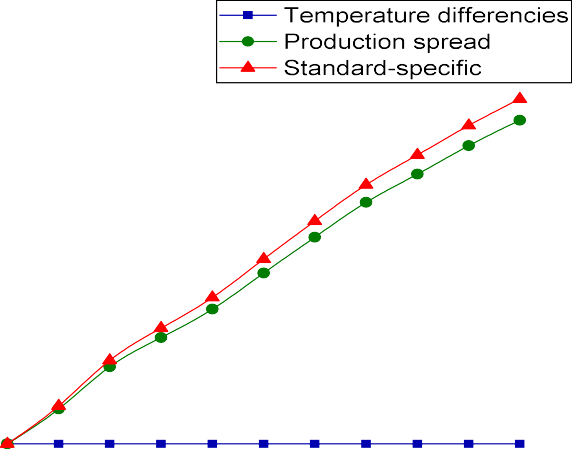 Temperature differencies
Production spread
Standard-specific